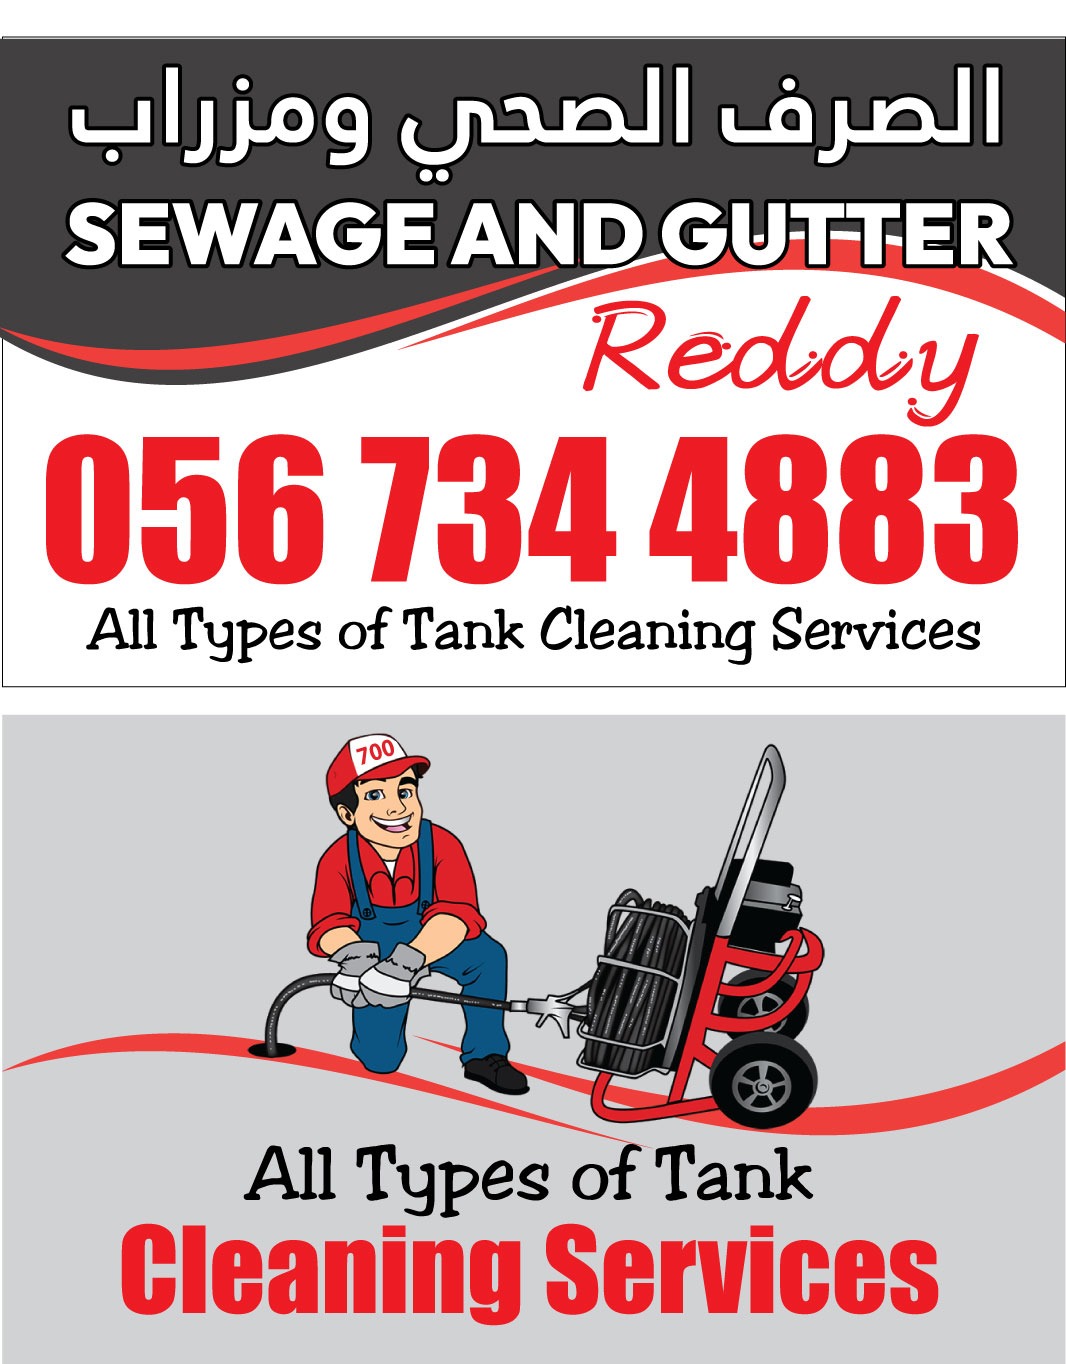 الصرف الصحي ومزراب
SEWAGE AND GUTTER
Reddy
056 734 4883
All Types of Tank Cleaning Services
700
All Types of Tank
Cleaning Services